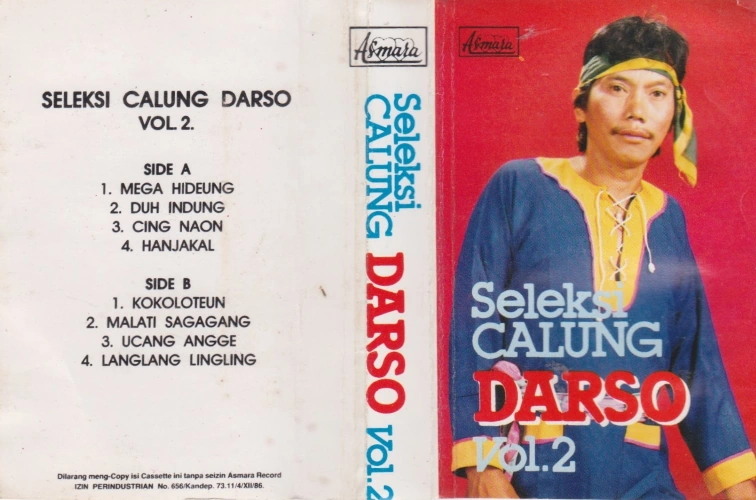 SELEKSI CALUNG DARSO
VOL 2.
SIDE A
1. MEGA HIDEUNG
2. DUH INDUNG
3. CING NAON
4. HANJAKAL
SIDE B
1. KOKOLOTEUN
2. MALATI SAGAGANG
3. UCANG ANGGE
4. LANGLANG LINGLING
Dilarang meng-Copy isi Cassette ini tanpa seizin Asmara Record
IZIN PERINDUSTRIAN No. 656/Kandep. 73.11/4/XII/86.
Asmara
Seleksi
CALUNG
DARSO
Vol.2
Asmara
Seleksi
CALUNG
DARSO
Vol.2